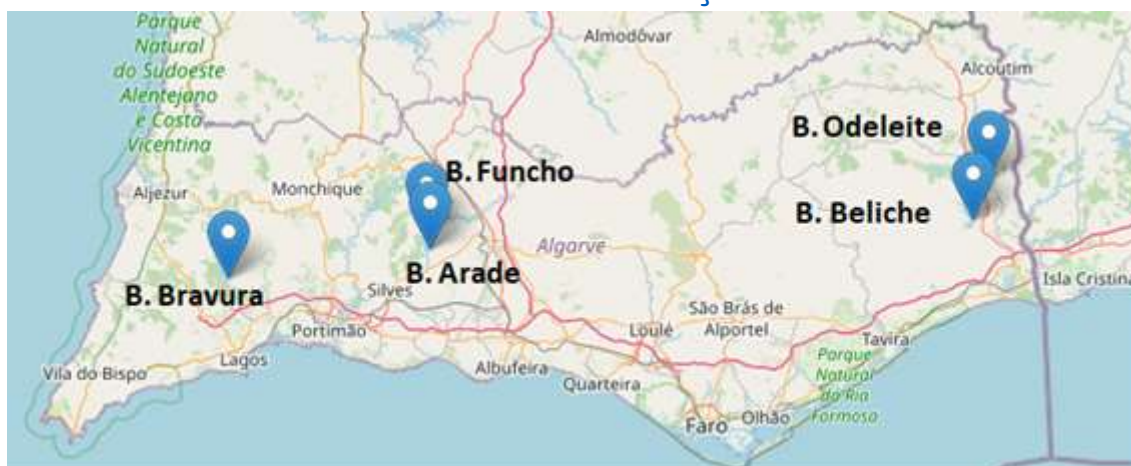 Parque
Natural
do Sudoeste
Alentejano
e Costa
Vicentina
Almodôvar
Alcoutim
B. Odeleite
B. Funcho
Aljezur
Monchique
B. Beliche
Algarve
B. Arade
B. Bravura
Silves
Isla Cristina
São Brás de
Alportel
Portimão
Loulé
Tavira
Lagos
Albufeira
Vila do Bispo
Quarteira
Parque
Natural
da Ria
Formosa
Faro
Olhão